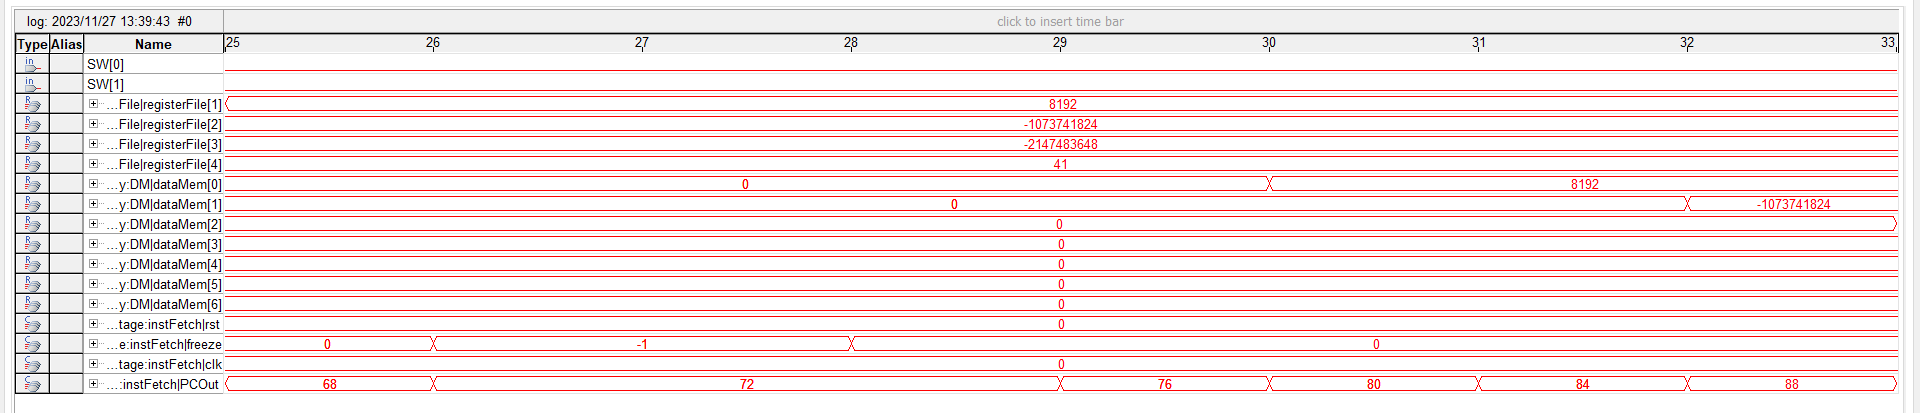 log: 2023/11/27 13:39:43 #0 click to insert time bar
Type Alias Name 25 26 27 28 29 30 31 32 33
in SW[0]
in SW[1]
R ...File|registerFile[1] 8192
R ...File|registerFile[2] -1073741824
R ...File|registerFile[3] -2147483648
R ...File|registerFile[4] 41
R ...y:DM|dataMem[0] 0 8192
R ...y:DM|dataMem[1] 0 -1073741824
R ...y:DM|dataMem[2] 0
R ...y:DM|dataMem[3] 0
R ...y:DM|dataMem[4] 0
R ...y:DM|dataMem[5] 0
R ...y:DM|dataMem[6] 0
C ...tage:instFetch|rst 0
C ...e:instFetch|freeze 0 -1 0
C ...tage:instFetch|clk 0
C ...:instFetch|PCOut 68 72 76 80 84 88